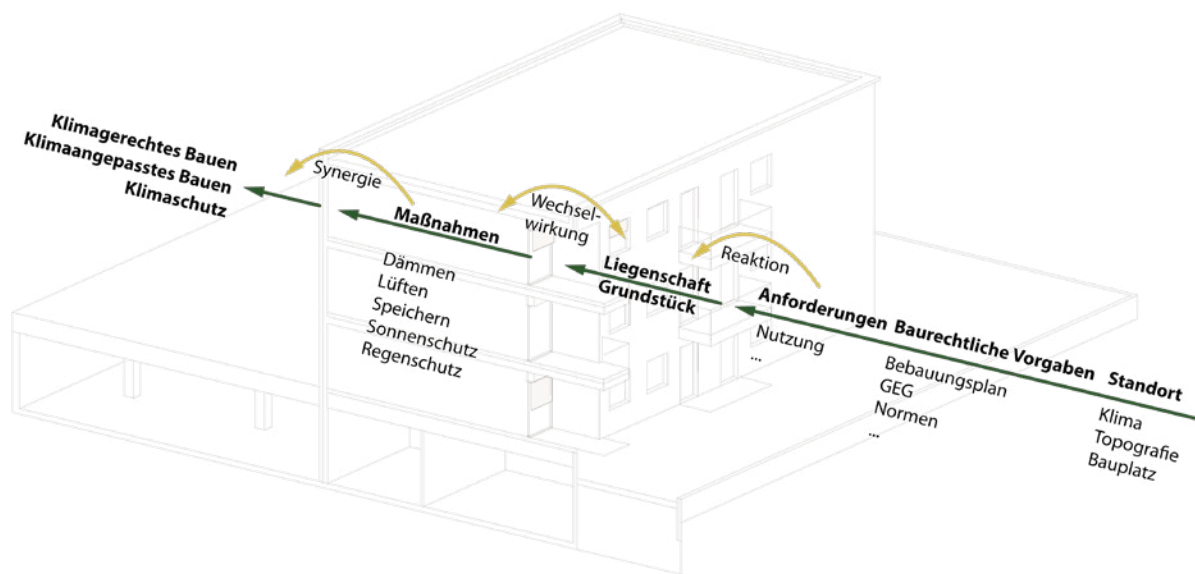 Klimagerechtes Bauen
Klimaangepasstes Bauen
Klimaschutz
Synergie
Maßnahmen
Dämmen
Lüften
Speichern
Sonnenschutz
Regenschutz
Wechsel-
wirkung
Liegenschaft
Grundstück
Reaktion
Anforderungen
Nutzung
...
Baurechtliche Vorgaben
Bebauungsplan
GEG
Normen
...
Standort
Klima
Topografie
Bauplatz